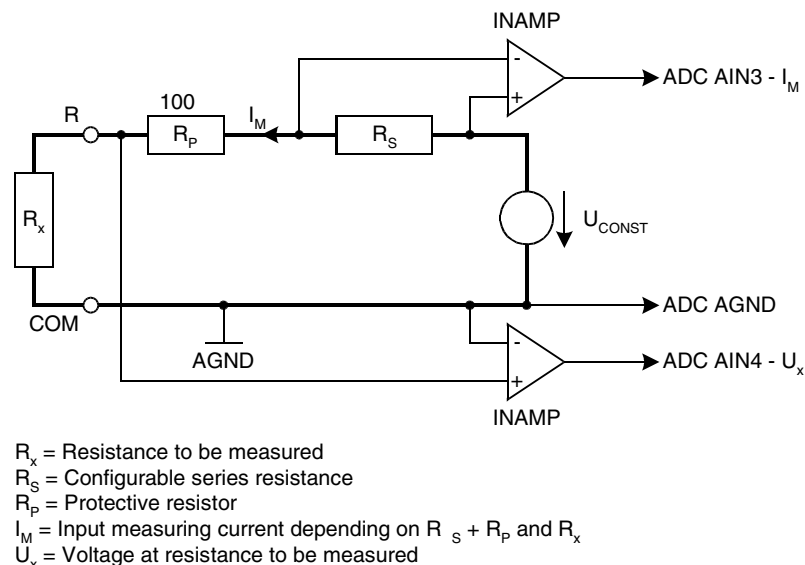 INAMP
-
+
ADC AIN3 - I_M
100
R
R_P
I_M
R_S
R_x
U_CONST
COM
AGND
ADC AGND
-
+
ADC AIN4 - U_x
INAMP
R_x = Resistance to be measured
R_S = Configurable series resistance
R_P = Protective resistor
I_M = Input measuring current depending on R_S + R_P and R_x
U_x = Voltage at resistance to be measured